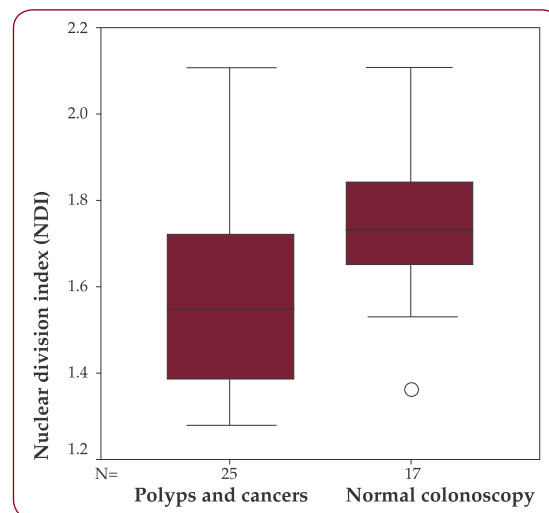 Nuclear division index (NDI)
2.2
2.0
1.8
1.6
1.4
1.2
N= 25 17
Polyps and cancers Normal colonoscopy